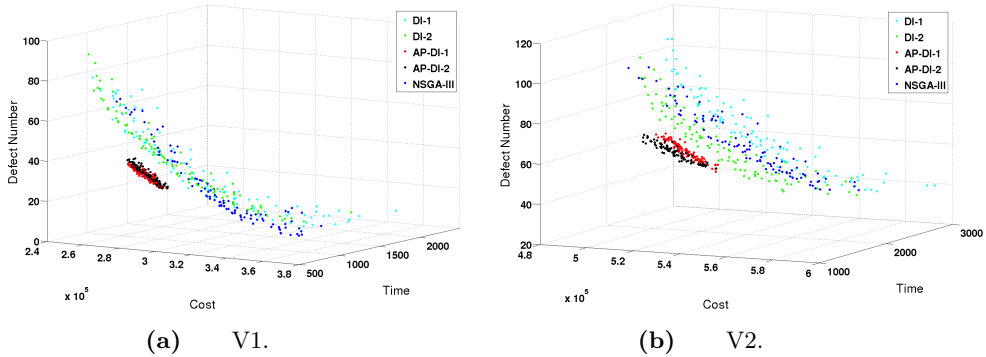 100
80
60
40
20
0
Defect Number
2.4
2.6
2.8
3
3.2
3.4
3.6
3.8
x 10^5
Cost
500
1000
1500
2000
Time
DI-1
DI-2
AP-DI-1
AP-DI-2
NSGA-III
(a) V1.
120
100
80
60
40
20
Defect Number
4.8
5
5.2
5.4
5.6
5.8
6
x 10^5
Cost
1000
2000
3000
Time
DI-1
DI-2
AP-DI-1
AP-DI-2
NSGA-III
(b) V2.